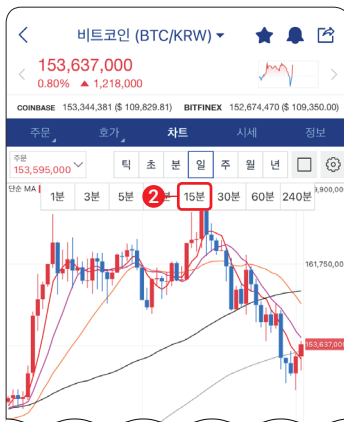 비트코인 (BTC/KRW)
153,637,000
0.80% ▲ 1,218,000
COINBASE 153,344,381 ($ 109,829.81) BITFINEX 152,674,470 ($ 109,350.00)
주문 호가 차트 시세 정보
주문
153,595,000 틱 초 분 일 주 월 년
단순 MA
1분 3분 5분 2 15분 30분 60분 240분
161,750,000
153,637,000